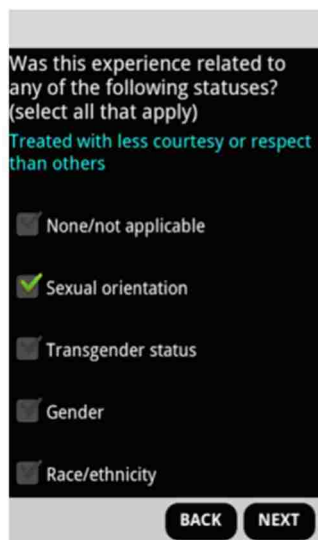 Was this experience related to
any of the following statuses?
(select all that apply)
Treated with less courtesy or respect
than others
None/not applicable
Sexual orientation
Transgender status
Gender
Race/ethnicity
BACK NEXT